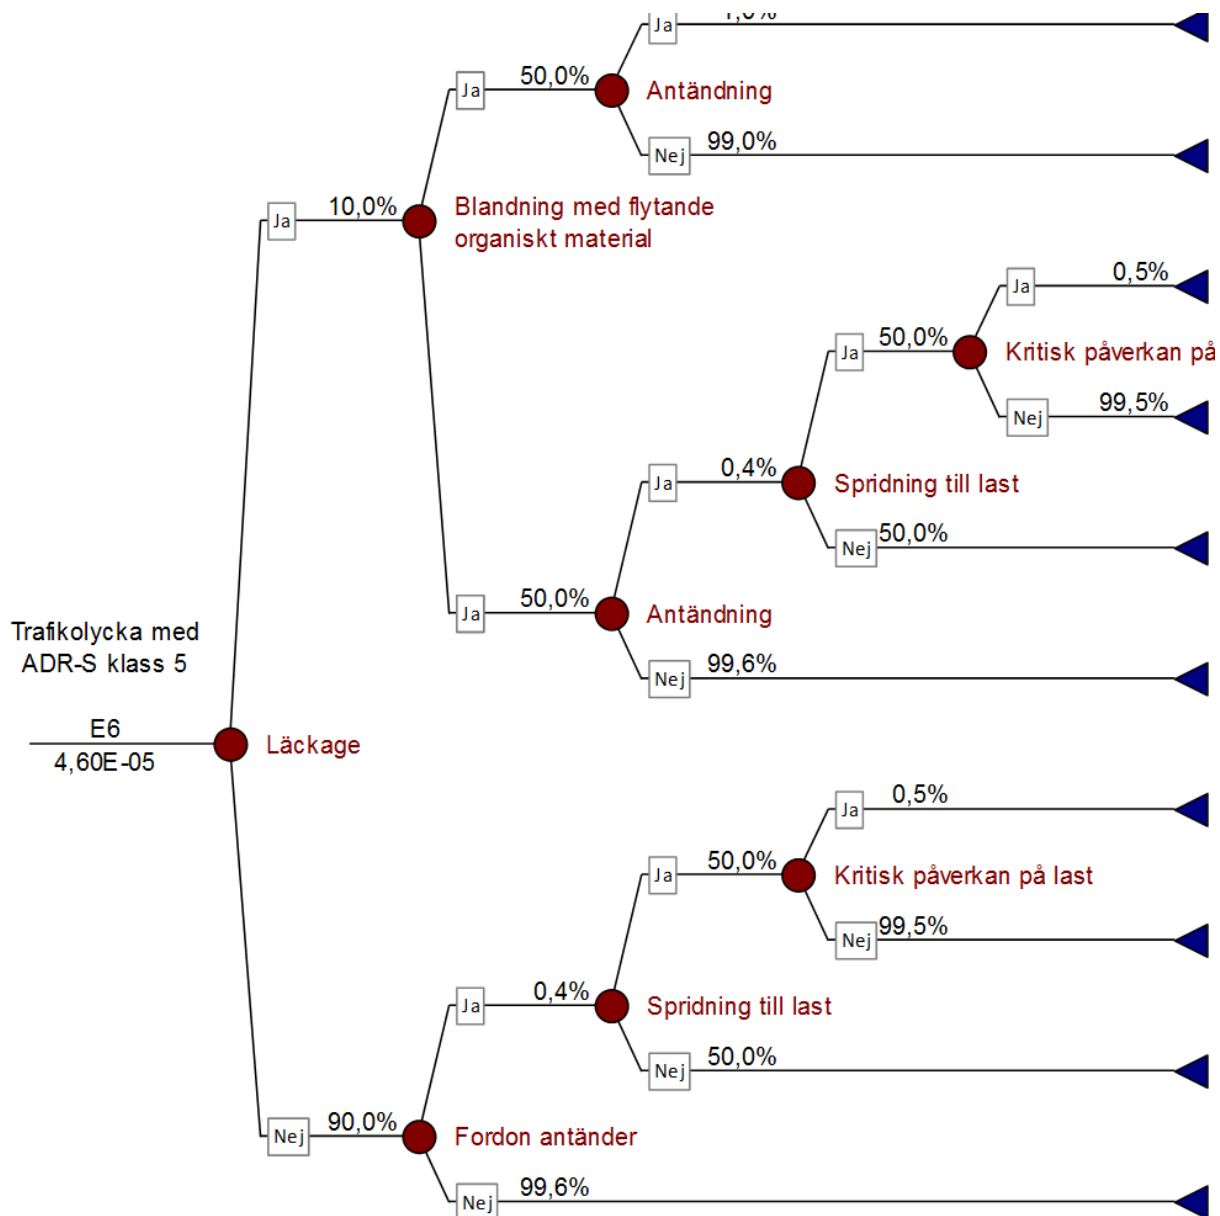 Ja
Ja 50,0%
Antändning
Nej 99,0%
Ja 10,0%
Blandning med flytande
organiskt material
Ja 0,5%
Ja 50,0%
Kritisk påverkan på
Nej 99,5%
Ja 0,4%
Spridning till last
Nej 50,0%
Ja 50,0%
Antändning
Nej 99,6%
Trafikolycka med
ADR-S klass 5
E6
4,60E-05
Läckage
Ja 0,5%
Ja 50,0%
Kritisk påverkan på last
Nej 99,5%
Ja 0,4%
Spridning till last
Nej 50,0%
Nej 90,0%
Fordon antänder
Nej 99,6%